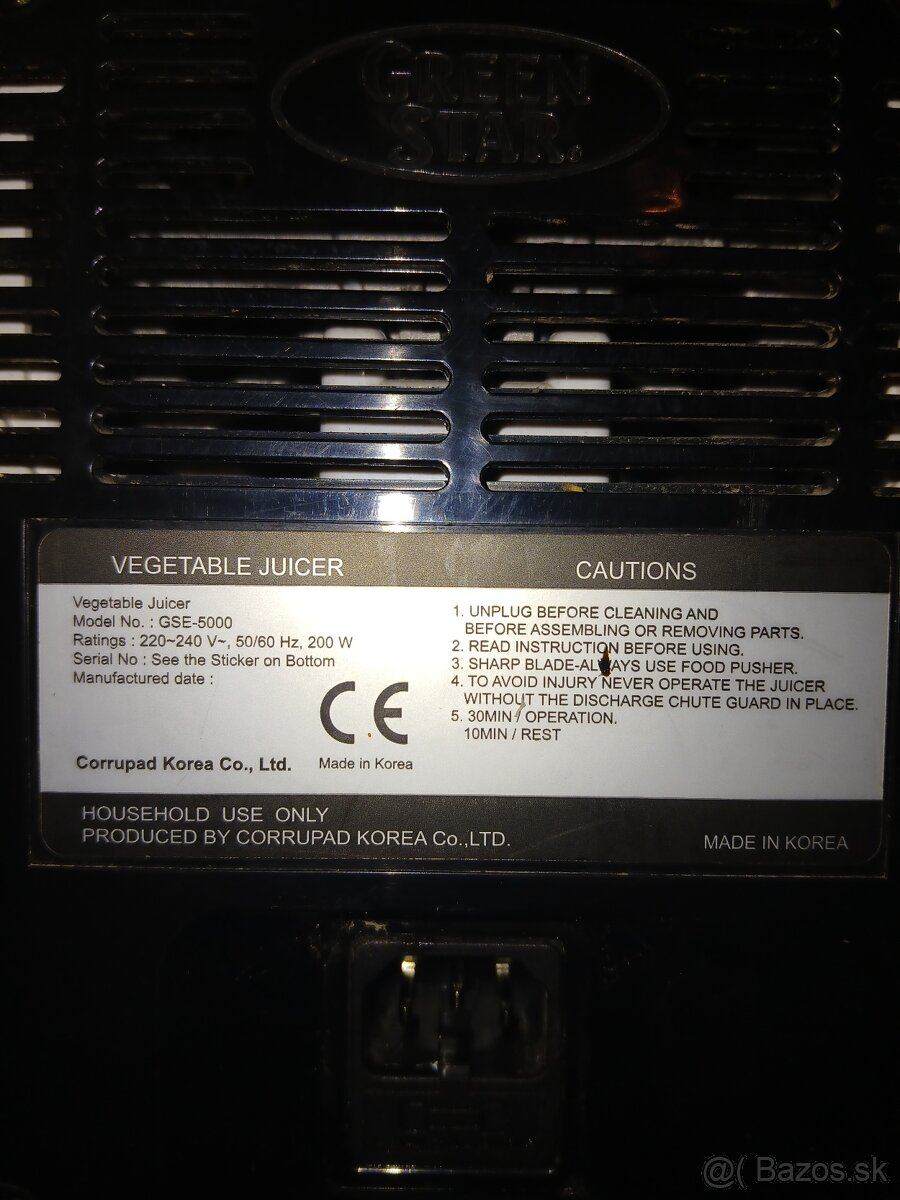 GREEN
STAR®
VEGETABLE JUICER
Vegetable Juicer
Model No. : GSE-5000
Ratings : 220~240 V~, 50/60 Hz, 200 W
Serial No : See the Sticker on Bottom
Manufactured date :
CE
Corrupad Korea Co., Ltd.
Made in Korea
CAUTIONS
1. UNPLUG BEFORE CLEANING AND
BEFORE ASSEMBLING OR REMOVING PARTS.
2. READ INSTRUCTION BEFORE USING.
3. SHARP BLADE-ALWAYS USE FOOD PUSHER.
4. TO AVOID INJURY NEVER OPERATE THE JUICER
WITHOUT THE DISCHARGE CHUTE GUARD IN PLACE.
5. 30MIN / OPERATION.
10MIN / REST
HOUSEHOLD USE ONLY
PRODUCED BY CORRUPAD KOREA Co.,LTD.
MADE IN KOREA
@( Bazos.sk